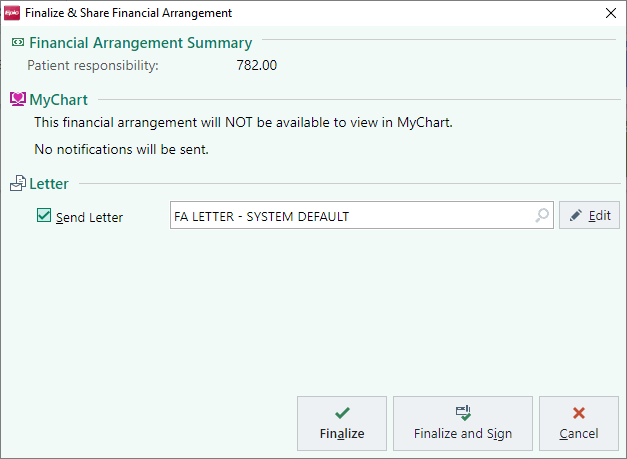 Epic Finalize & Share Financial Arrangement
Financial Arrangement Summary
Patient responsibility: 782.00
MyChart
This financial arrangement will NOT be available to view in MyChart.
No notifications will be sent.
Letter
Send Letter FA LETTER - SYSTEM DEFAULT Edit
Finalize Finalize and Sign Cancel